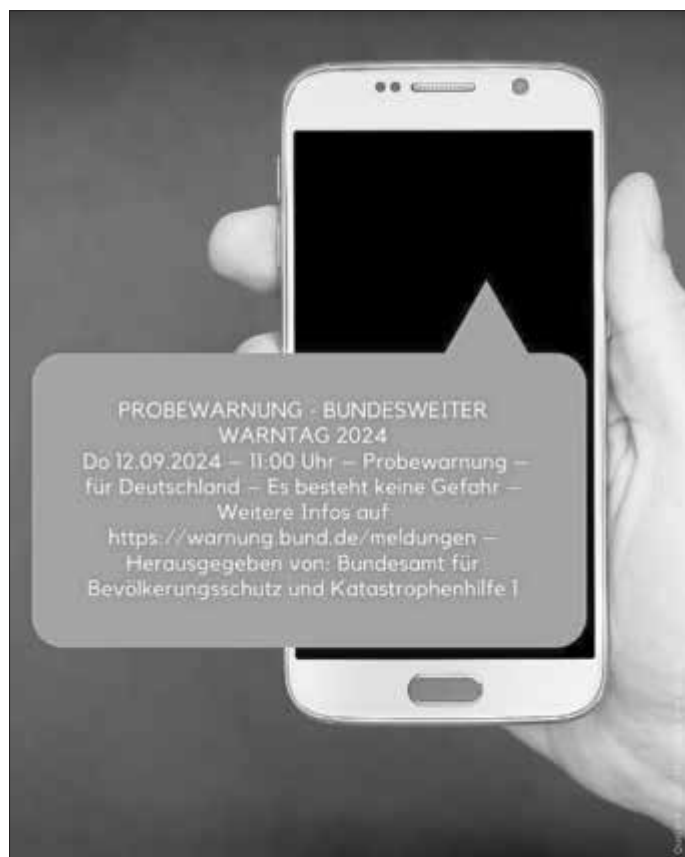 PROBEWARNUNG - BUNDESWEITER
WARNTAG 2024
Do 12.09.2024 – 11:00 Uhr – Probewarnung –
für Deutschland – Es besteht keine Gefahr –
Weitere Infos auf
https://warnung.bund.de/meldungen –
Herausgegeben von: Bundesamt für
Bevölkerungsschutz und Katastrophenhilfe 1